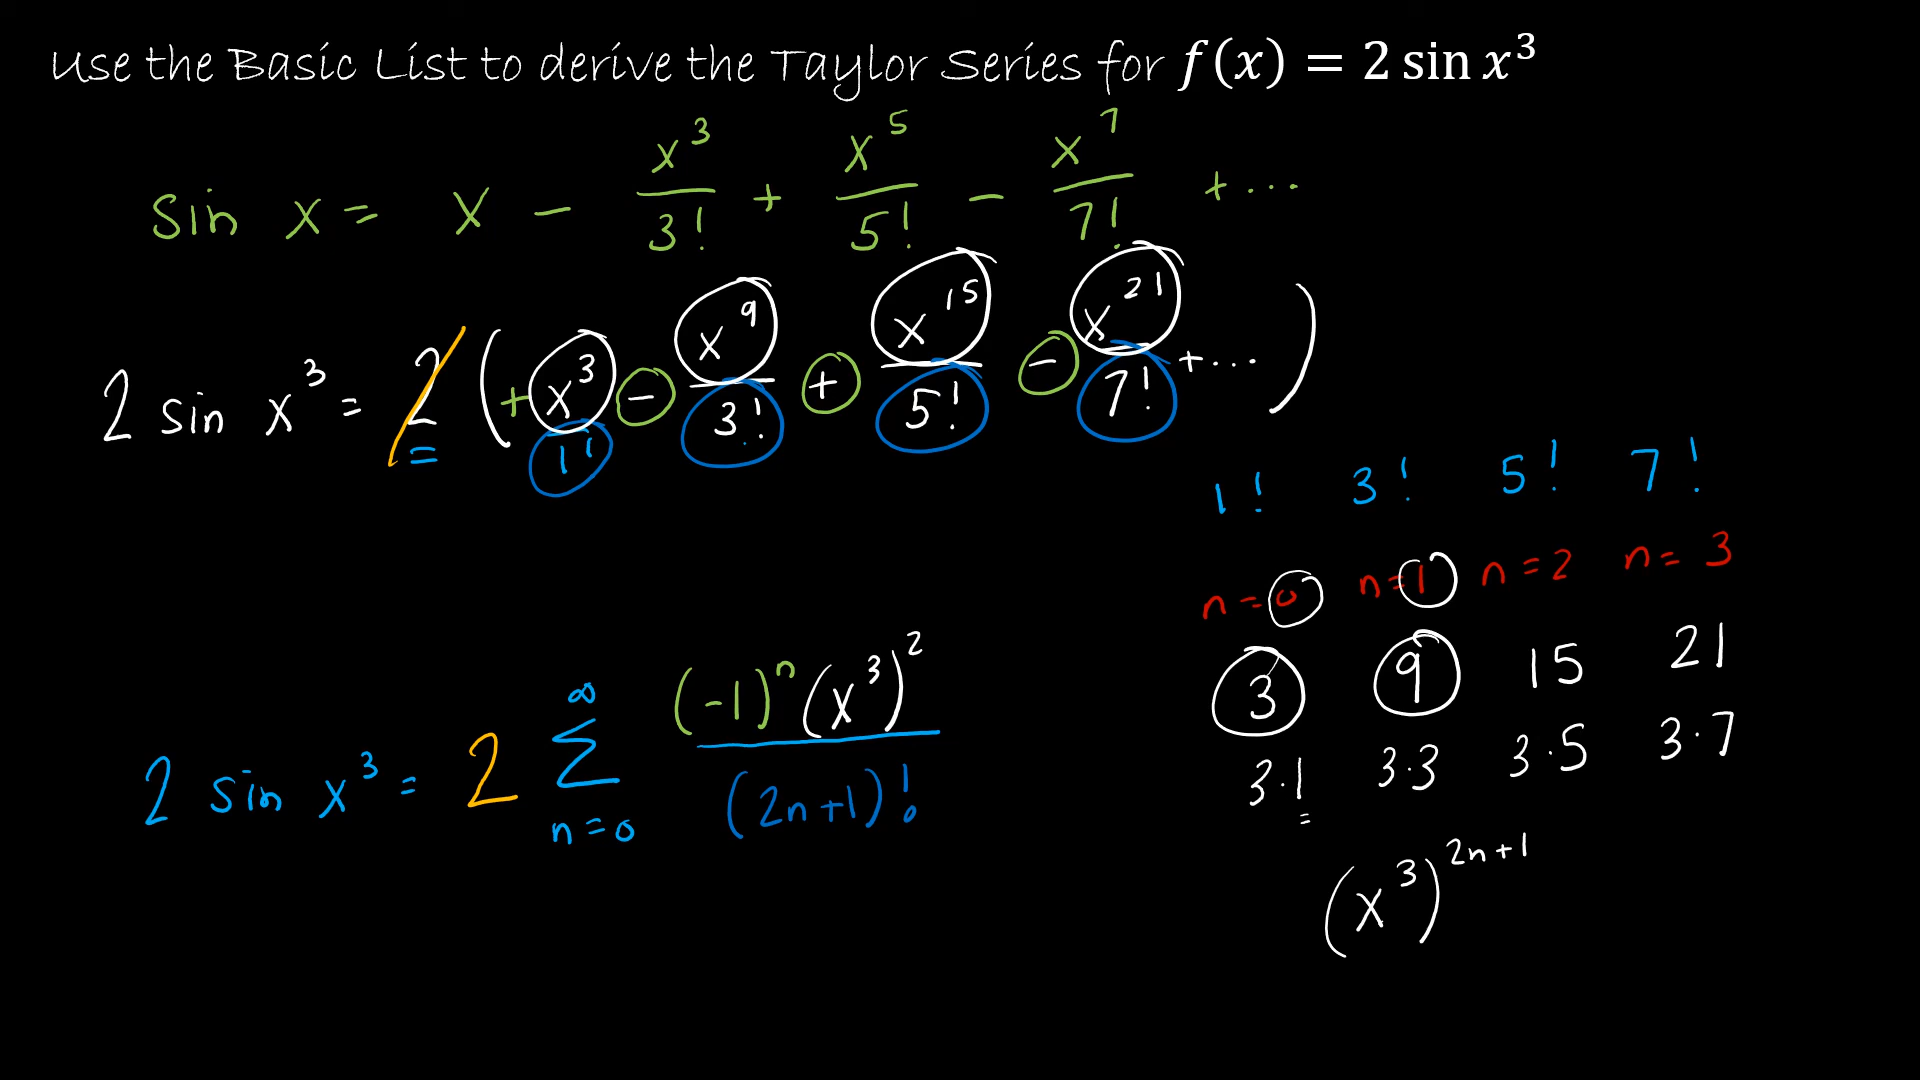 Use the Basic List to derive the Taylor Series for f(x) = 2 sin x³
sin x = x - x³/3! + x⁵/5! - x⁷/7! + ...
2 sin x³ = 2 ( + x³/1! - x⁹/3! + x¹⁵/5! - x²¹/7! + ... )
1! 3! 5! 7!
n = 0 n = 1 n = 2 n = 3
3 9 15 21
3·1 3·3 3·5 3·7
(x³)²ⁿ⁺¹
2 sin x³ = 2 ∞ Σ n = 0 (-1)ⁿ (x³)² / (2n+1)!